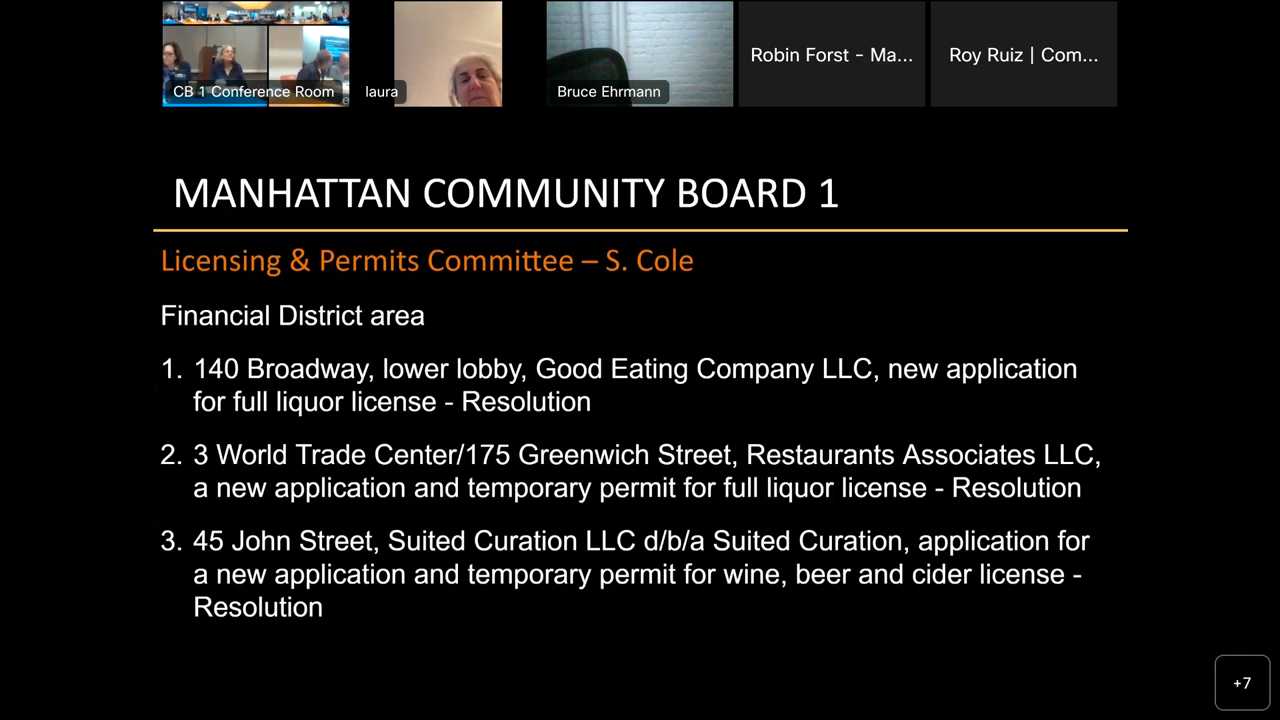 CB 1 Conference Room
laura
Bruce Ehrmann
Robin Forst - Ma...
Roy Ruiz | Com...
MANHATTAN COMMUNITY BOARD 1
Licensing & Permits Committee – S. Cole
Financial District area
1. 140 Broadway, lower lobby, Good Eating Company LLC, new application
for full liquor license - Resolution
2. 3 World Trade Center/175 Greenwich Street, Restaurants Associates LLC,
a new application and temporary permit for full liquor license - Resolution
3. 45 John Street, Suited Curation LLC d/b/a Suited Curation, application for
a new application and temporary permit for wine, beer and cider license -
Resolution
+7